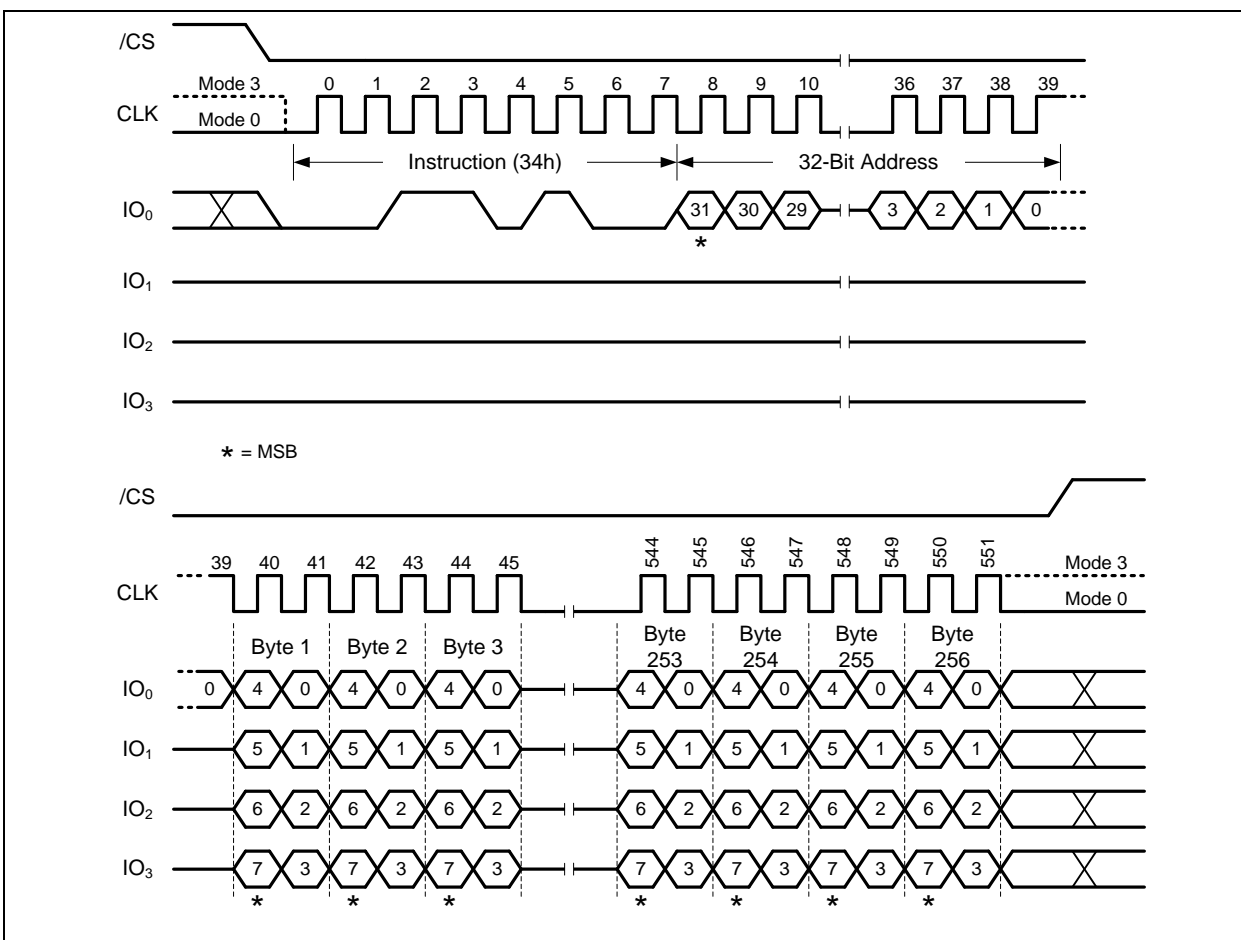 /CS
Mode 3
0 1 2 3 4 5 6 7 8 9 10 36 37 38 39
CLK
Mode 0
Instruction (34h) 32-Bit Address
IO₀
31 30 29 3 2 1 0
*
IO₁
IO₂
IO₃
* = MSB
/CS
39 40 41 42 43 44 45 544 545 546 547 548 549 550 551
Mode 3
CLK
Mode 0
Byte 1 Byte 2 Byte 3 Byte 253 Byte 254 Byte 255 Byte 256
IO₀ 0 4 0 4 0 4 0 4 0 4 0 4 0 4 0
IO₁ 5 1 5 1 5 1 5 1 5 1 5 1 5 1
IO₂ 6 2 6 2 6 2 6 2 6 2 6 2 6 2
IO₃ 7 3 7 3 7 3 7 3 7 3 7 3 7 3
* * * * * * *